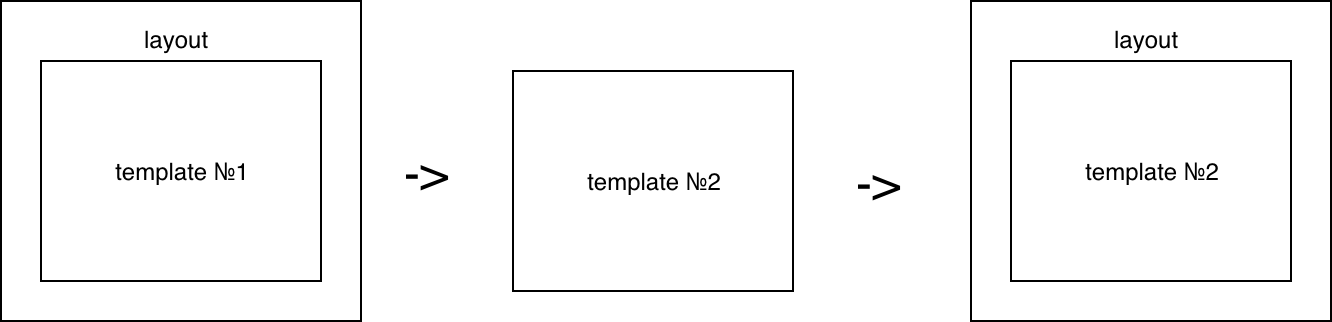 layout
template №1
->
template №2
->
layout
template №2